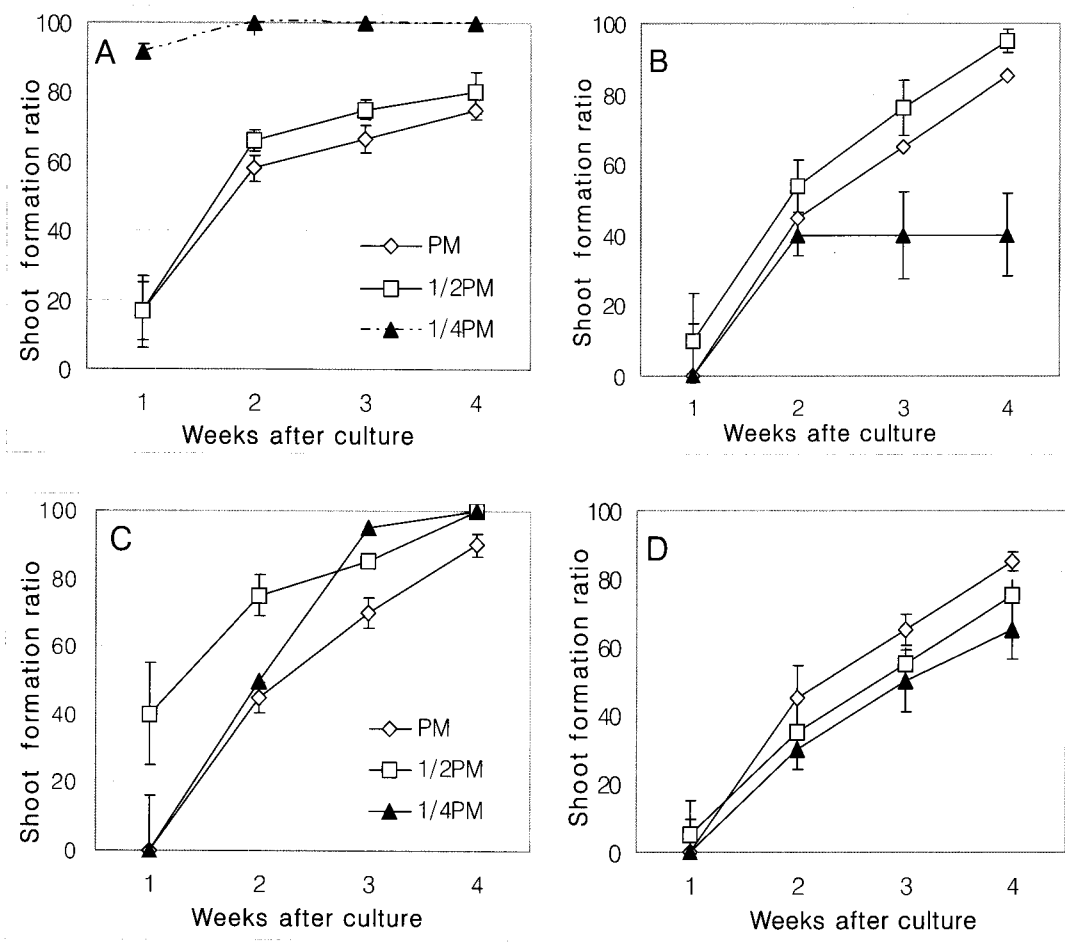 A
Shoot formation ratio
100
80
60
40
20
0
PM
1/2PM
1/4PM
1 2 3 4
Weeks after culture
B
Shoot formation ratio
100
80
60
40
20
0
1 2 3 4
Weeks afte culture
C
Shoot formation ratio
100
80
60
40
20
0
PM
1/2PM
1/4PM
1 2 3 4
Weeks after culture
D
Shoot formation ratio
100
80
60
40
20
0
1 2 3 4
Weeks after culture